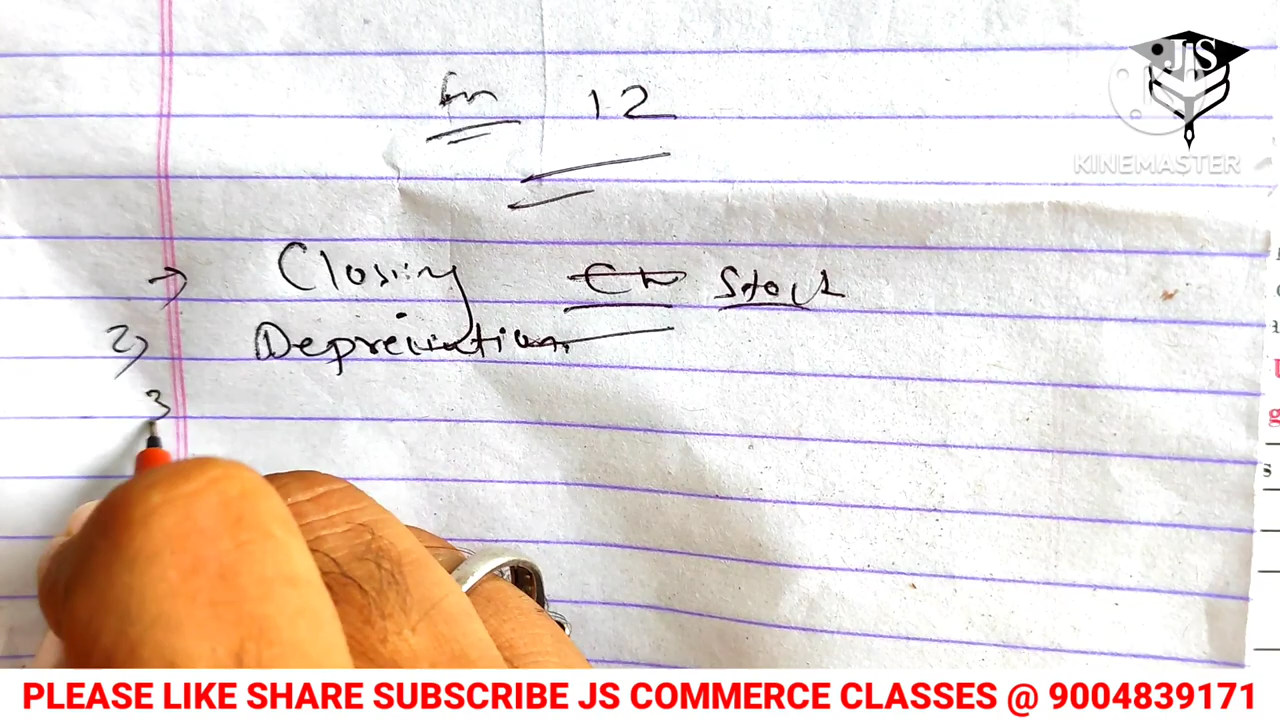 12
JS
KINEMASTER
→ Closing Stock
2) Depreciation
3
s
PLEASE LIKE SHARE SUBSCRIBE JS COMMERCE CLASSES @ 9004839171